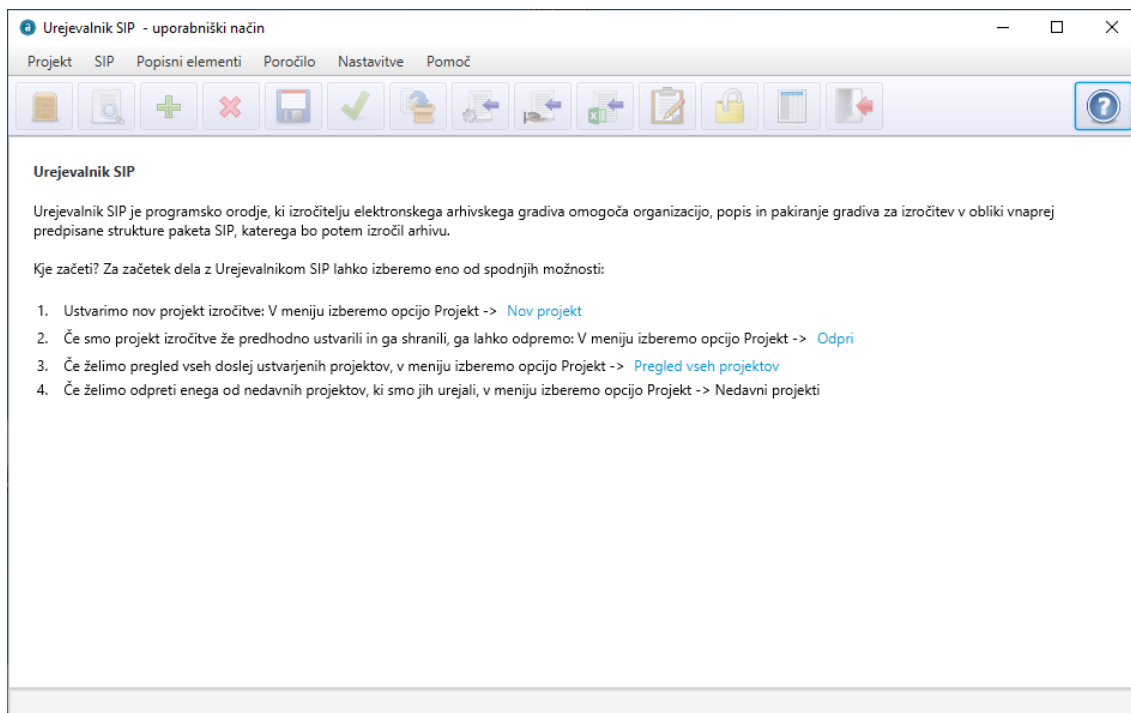 Urejevalnik SIP - uporabniški način
Projekt SIP Popisni elementi Poročilo Nastavitve Pomoč
Urejevalnik SIP
Urejevalnik SIP je programsko orodje, ki izročitelju elektronskega arhivskega gradiva omogoča organizacijo, popis in pakiranje gradiva za izročitev v obliki vnaprej
predpisane strukture paketa SIP, katerega bo potem izročil arhivu.
Kje začeti? Za začetek dela z Urejevalnikom SIP lahko izberemo eno od spodnjih možnosti:
1. Ustvarimo nov projekt izročitve: V meniju izberemo opcijo Projekt -> Nov projekt
2. Če smo projekt izročitve že predhodno ustvarili in ga shranili, ga lahko odpremo: V meniju izberemo opcijo Projekt -> Odpri
3. Če želimo pregled vseh doslej ustvarjenih projektov, v meniju izberemo opcijo Projekt -> Pregled vseh projektov
4. Če želimo odpreti enega od nedavnih projektov, ki smo jih urejali, v meniju izberemo opcijo Projekt -> Nedavni projekti